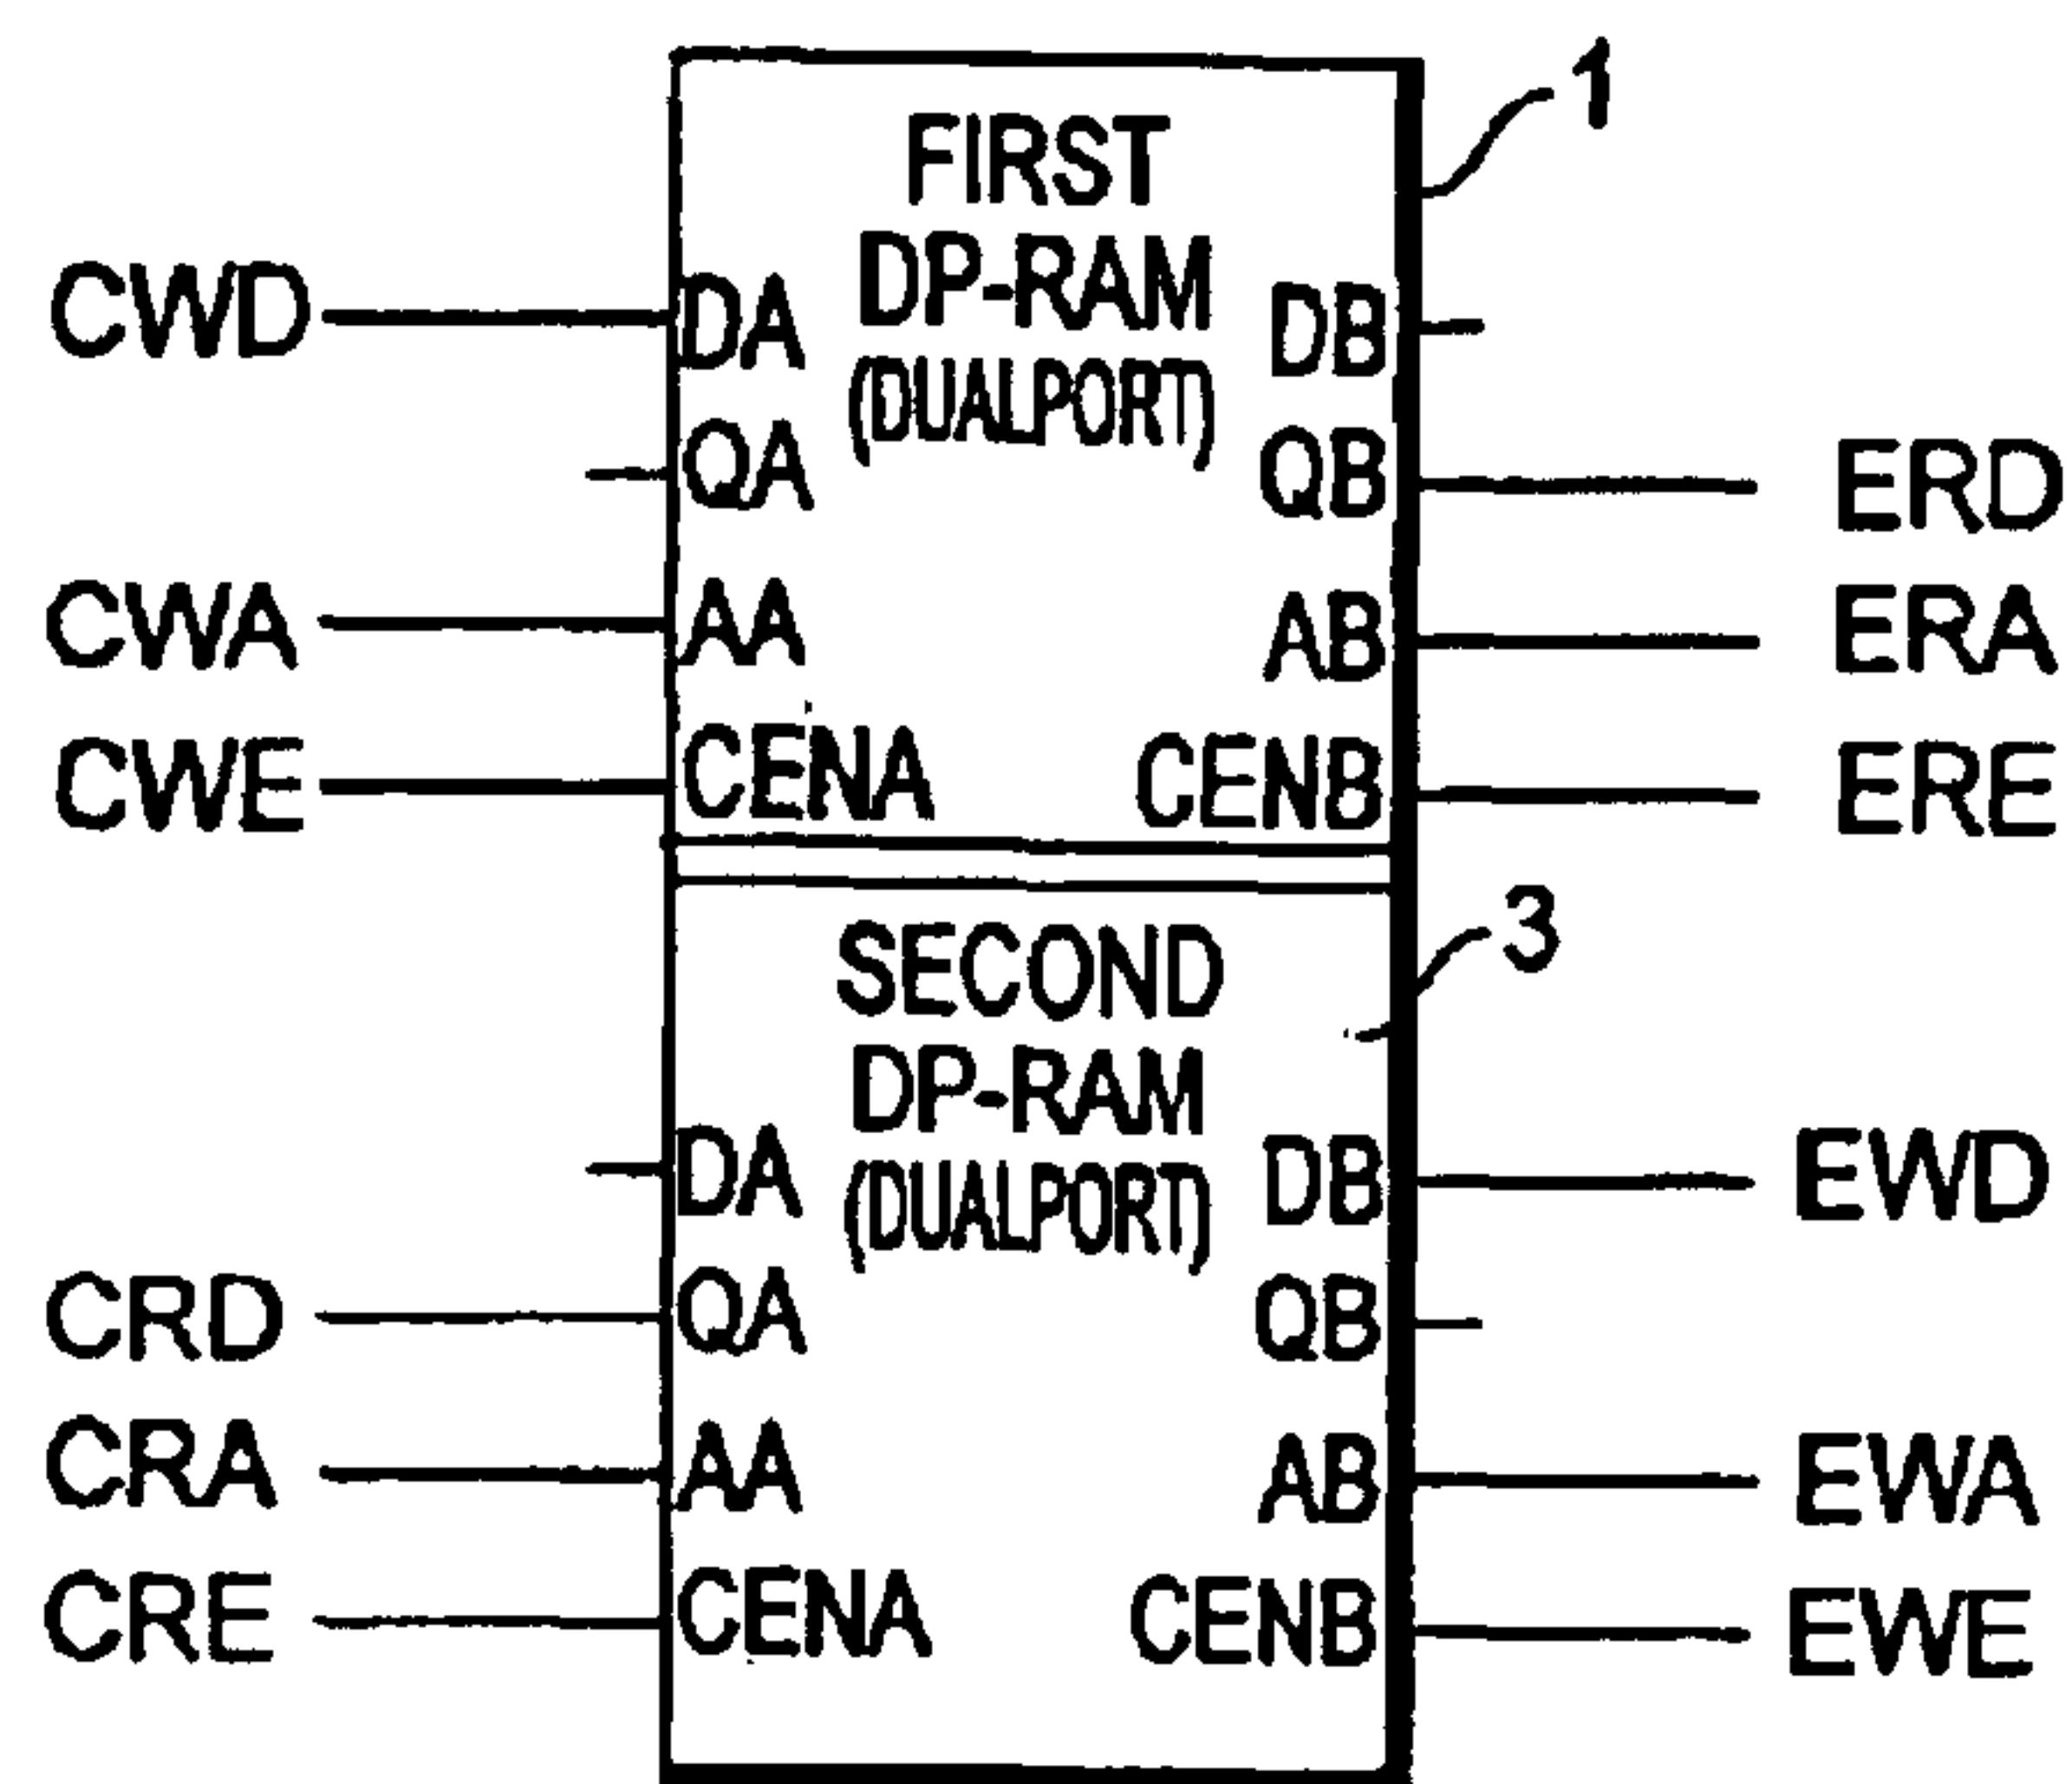 1
FIRST
DP-RAM
(DUALPORT)
CWD DA DB
QA QB ERD
CWA AA AB ERA
CWE CENA CENB ERE
3
SECOND
DP-RAM
(DUALPORT)
DA DB EWD
CRD QA QB
CRA AA AB EWA
CRE CENA CENB EWE